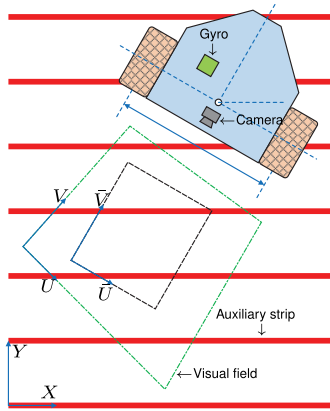 Gyro
Camera
V
V̄
U
Ū
Auxiliary strip
Y
Visual field
X